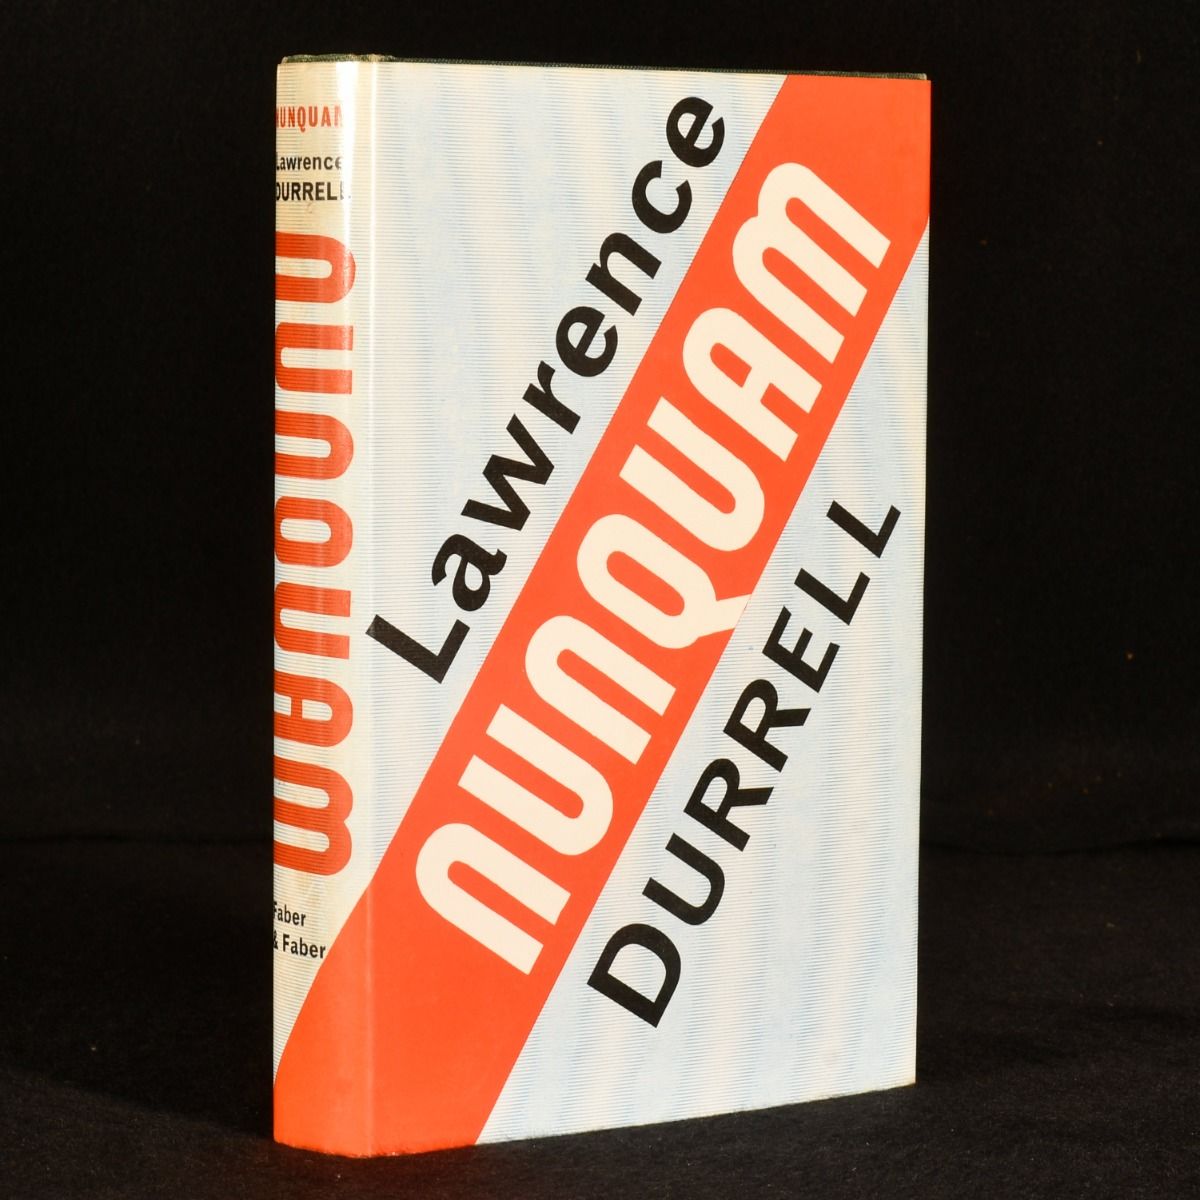 NUNQUAM
Lawrence
DURRELL
NUNQUAM
Faber
& Faber
Lawrence
NUNQUAM
DURRELL